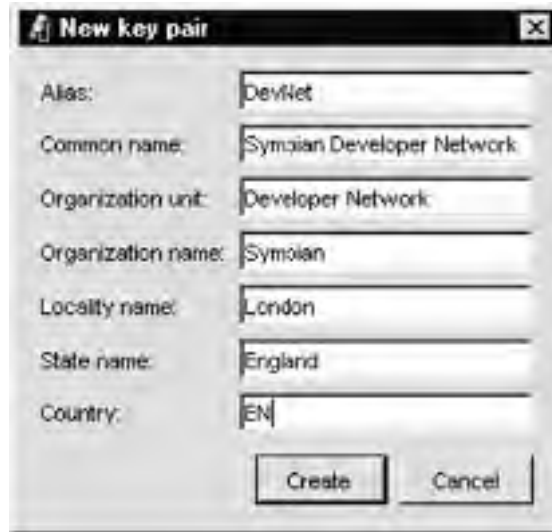 New key pair
Alias: DevNet
Common name: Symbian Developer Network
Organization unit: Developer Network
Organization name: Symbian
Locality name: London
State name: England
Country: EN
Create Cancel